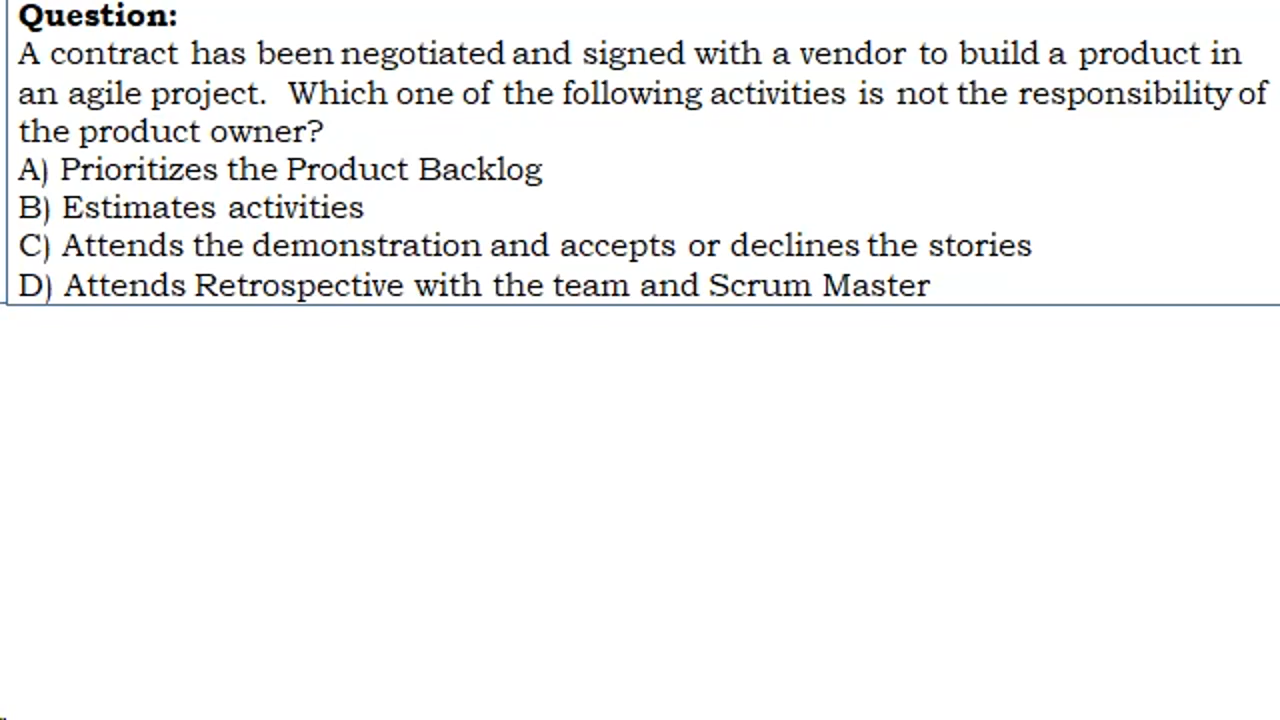 Question:
A contract has been negotiated and signed with a vendor to build a product in
an agile project. Which one of the following activities is not the responsibility of
the product owner?
A) Prioritizes the Product Backlog
B) Estimates activities
C) Attends the demonstration and accepts or declines the stories
D) Attends Retrospective with the team and Scrum Master